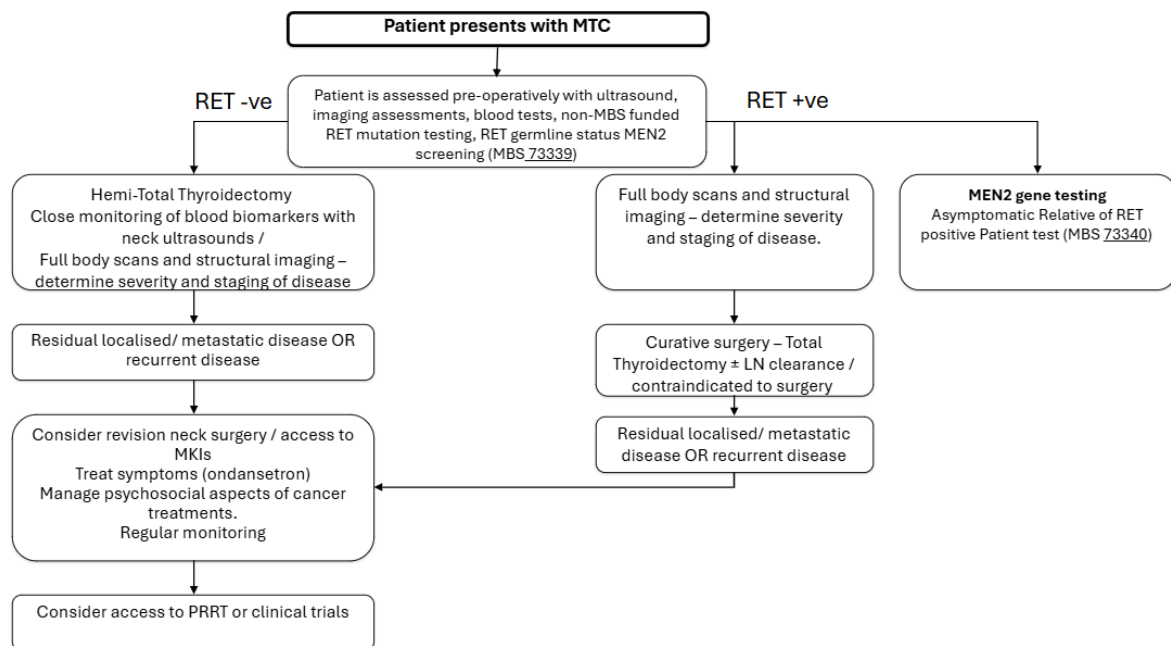 Patient presents with MTC
RET -ve
Patient is assessed pre-operatively with ultrasound,
imaging assessments, blood tests, non-MBS funded
RET mutation testing, RET germline status MEN2
screening (MBS 73339)
RET +ve
Hemi-Total Thyroidectomy
Close monitoring of blood biomarkers with
neck ultrasounds /
Full body scans and structural imaging –
determine severity and staging of disease
Full body scans and structural
imaging – determine severity
and staging of disease.
MEN2 gene testing
Asymptomatic Relative of RET
positive Patient test (MBS 73340)
Residual localised/ metastatic disease OR
recurrent disease
Curative surgery – Total
Thyroidectomy ± LN clearance /
contraindicated to surgery
Consider revision neck surgery / access to
MKIs
Treat symptoms (ondansetron)
Manage psychosocial aspects of cancer
treatments.
Regular monitoring
Residual localised/ metastatic
disease OR recurrent disease
Consider access to PRRT or clinical trials